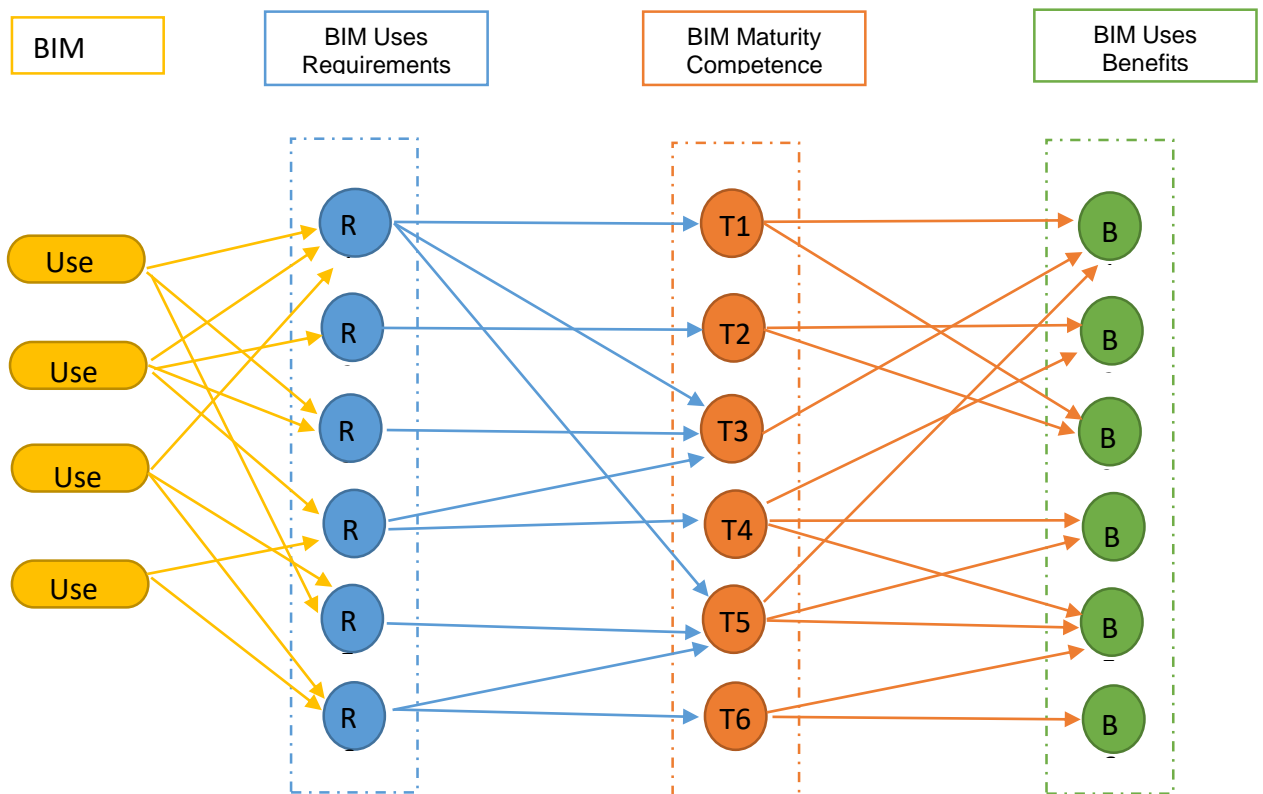 BIM
BIM Uses
Requirements
BIM Maturity
Competence
BIM Uses
Benefits
R
T1
B
Use
R
T2
B
Use
R
T3
B
Use
R
T4
B
Use
R
T5
B
R
T6
B